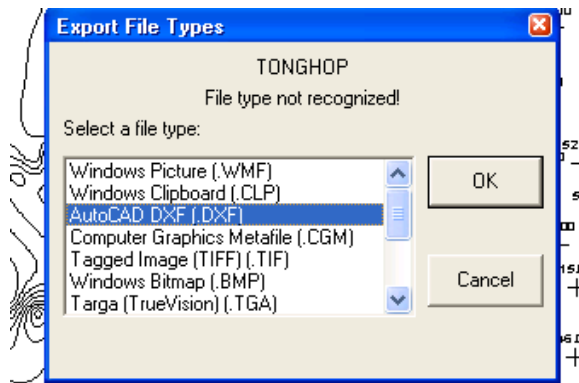 Export File Types
TONGHOP
File type not recognized!
Select a file type:
Windows Picture (.WMF)
Windows Clipboard (.CLP)
AutoCAD DXF (.DXF)
Computer Graphics Metafile (.CGM)
Tagged Image (TIFF) (.TIF)
Windows Bitmap (.BMP)
Targa (TrueVision) (.TGA)
OK
Cancel
52